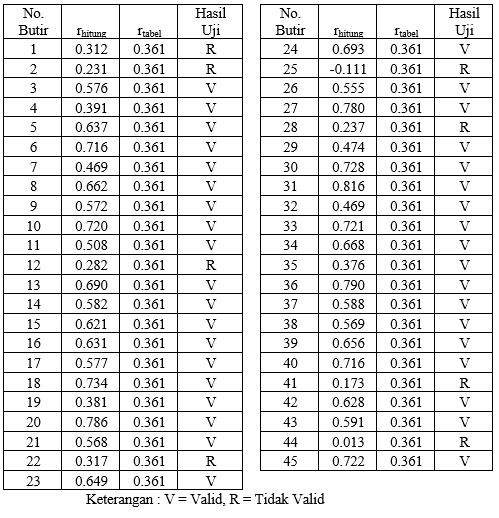 No. Butir rhitung rtabel Hasil Uji
1 0.312 0.361 R
2 0.231 0.361 R
3 0.576 0.361 V
4 0.391 0.361 V
5 0.637 0.361 V
6 0.716 0.361 V
7 0.469 0.361 V
8 0.662 0.361 V
9 0.572 0.361 V
10 0.720 0.361 V
11 0.508 0.361 V
12 0.282 0.361 R
13 0.690 0.361 V
14 0.582 0.361 V
15 0.621 0.361 V
16 0.631 0.361 V
17 0.577 0.361 V
18 0.734 0.361 V
19 0.381 0.361 V
20 0.786 0.361 V
21 0.568 0.361 V
22 0.317 0.361 R
23 0.649 0.361 V
No. Butir rhitung rtabel Hasil Uji
24 0.693 0.361 V
25 -0.111 0.361 R
26 0.555 0.361 V
27 0.780 0.361 V
28 0.237 0.361 R
29 0.474 0.361 V
30 0.728 0.361 V
31 0.816 0.361 V
32 0.469 0.361 V
33 0.721 0.361 V
34 0.668 0.361 V
35 0.376 0.361 V
36 0.790 0.361 V
37 0.588 0.361 V
38 0.569 0.361 V
39 0.656 0.361 V
40 0.716 0.361 V
41 0.173 0.361 R
42 0.628 0.361 V
43 0.591 0.361 V
44 0.013 0.361 R
45 0.722 0.361 V
Keterangan : V = Valid, R = Tidak Valid